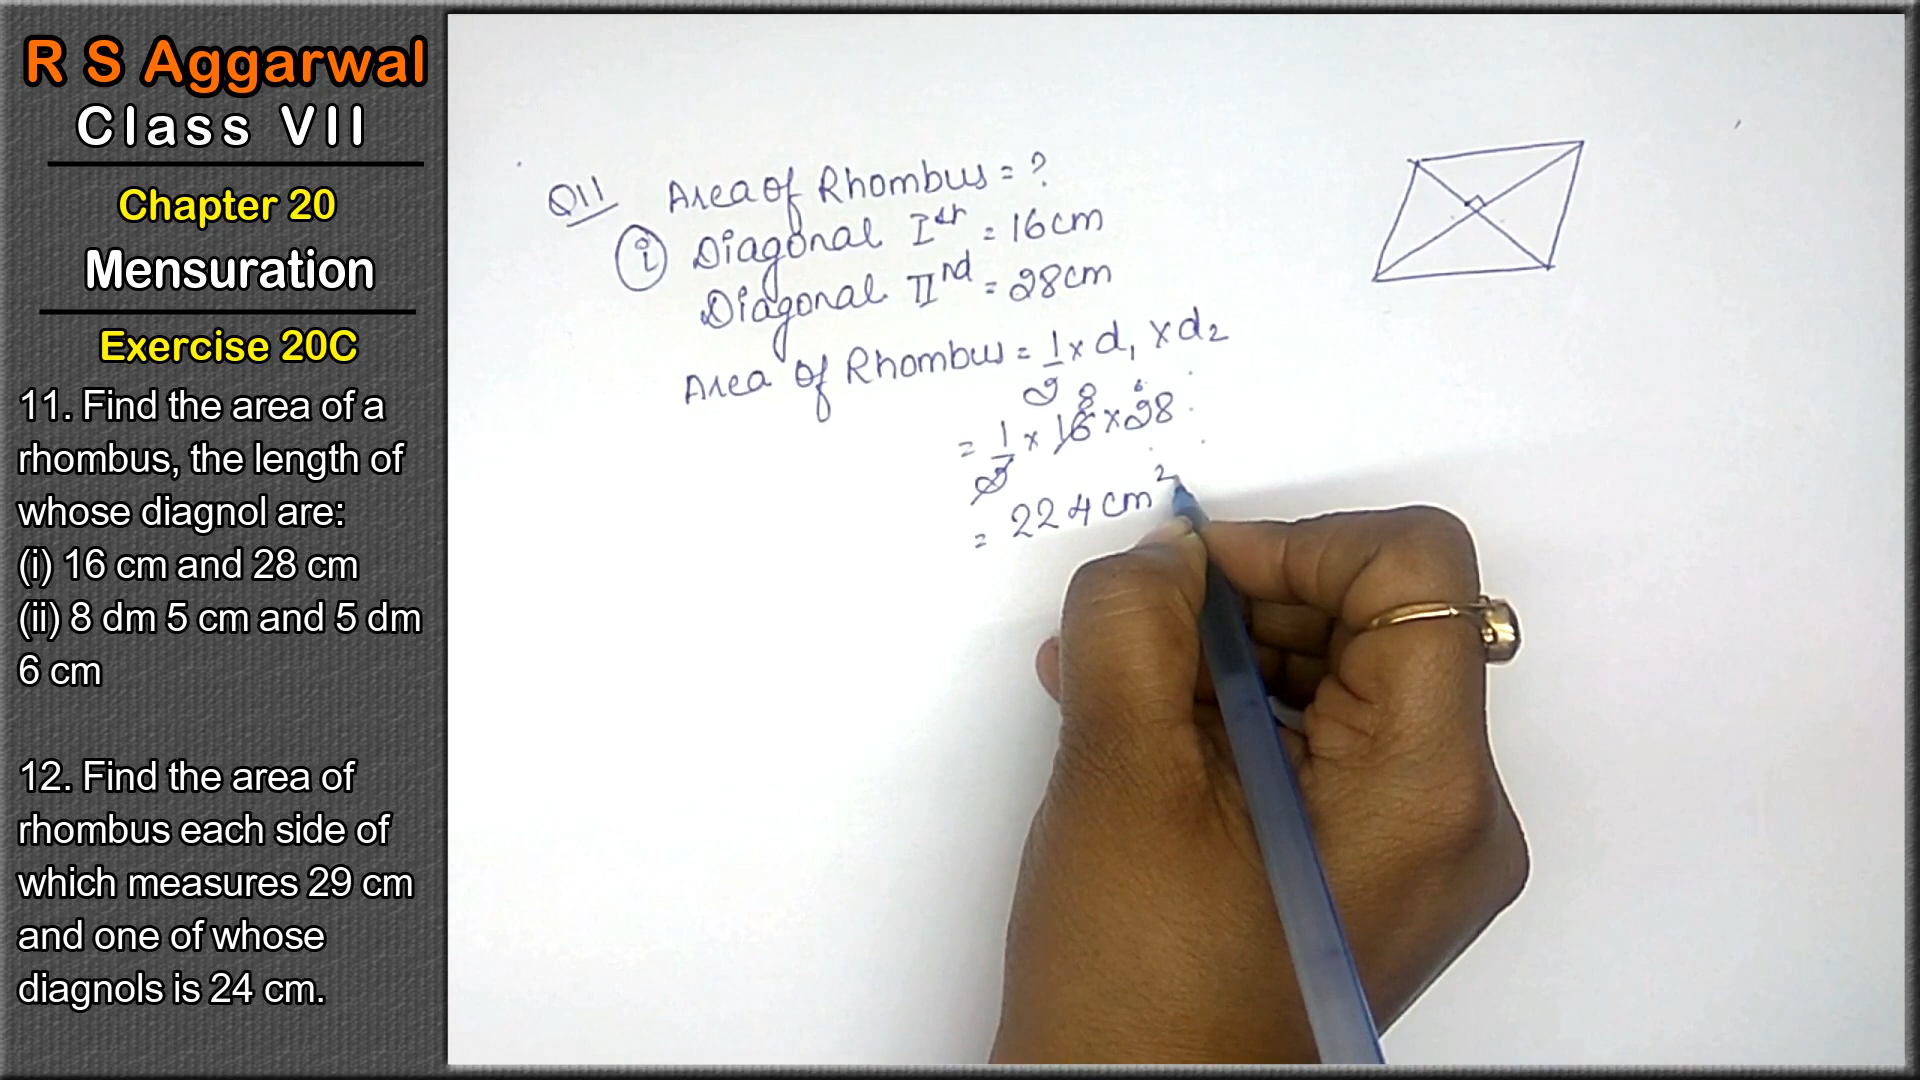 R S Aggarwal
Class VII
Chapter 20
Mensuration
Exercise 20C
11. Find the area of a
rhombus, the length of
whose diagnol are:
(i) 16 cm and 28 cm
(ii) 8 dm 5 cm and 5 dm
6 cm
12. Find the area of
rhombus each side of
which measures 29 cm
and one of whose
diagnols is 24 cm.
Q11 Area of Rhombus = ?
(i) Diagonal Ist = 16cm
Diagonal IInd = 28cm
Area of Rhombus = 1/2 × d1 × d2
8 6
= 1/2 × 16 × 28
= 224 cm²